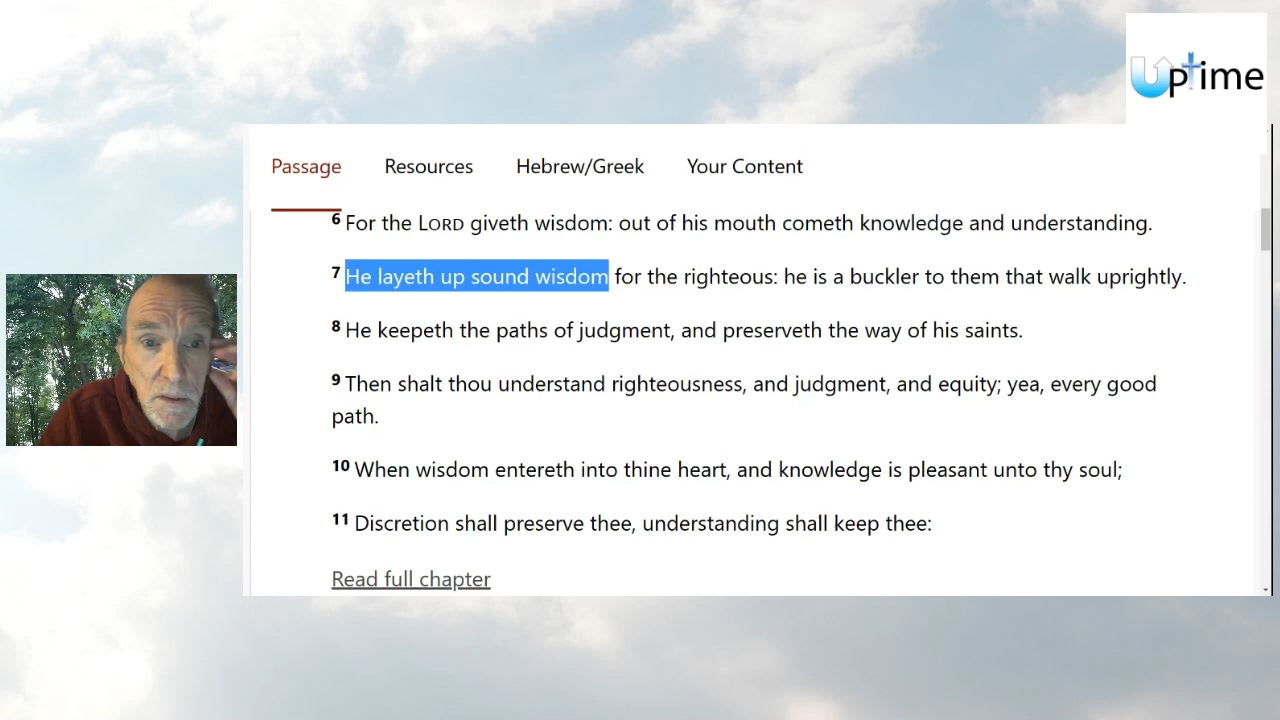 Uptime
Passage Resources Hebrew/Greek Your Content
6 For the LORD giveth wisdom: out of his mouth cometh knowledge and understanding.
7 He layeth up sound wisdom for the righteous: he is a buckler to them that walk uprightly.
8 He keepeth the paths of judgment, and preserveth the way of his saints.
9 Then shalt thou understand righteousness, and judgment, and equity; yea, every good
path.
10 When wisdom entereth into thine heart, and knowledge is pleasant unto thy soul;
11 Discretion shall preserve thee, understanding shall keep thee:
Read full chapter